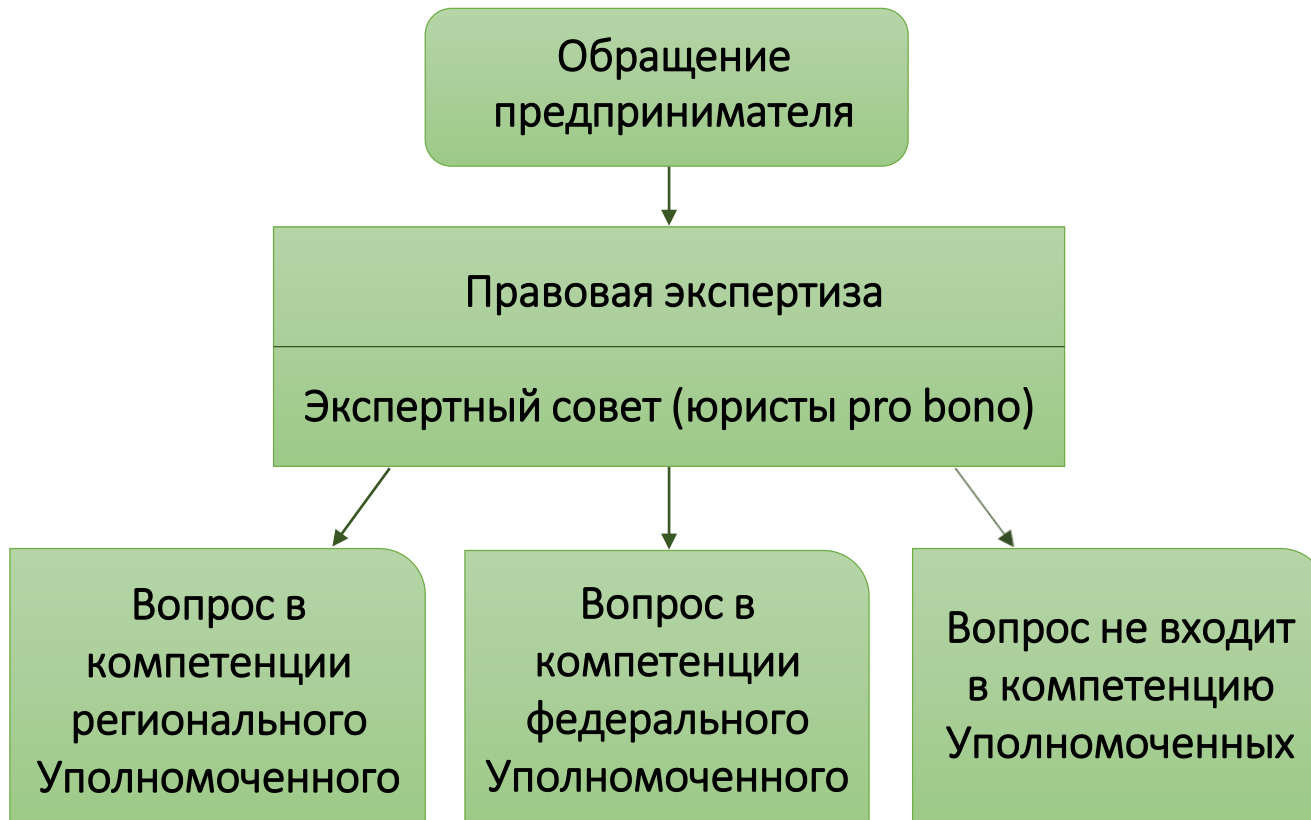 Обращение
предпринимателя
Правовая экспертиза
Экспертный совет (юристы pro bono)
Вопрос в
компетенции
регионального
Уполномоченного
Вопрос в
компетенции
федерального
Уполномоченного
Вопрос не входит
в компетенцию
Уполномоченных